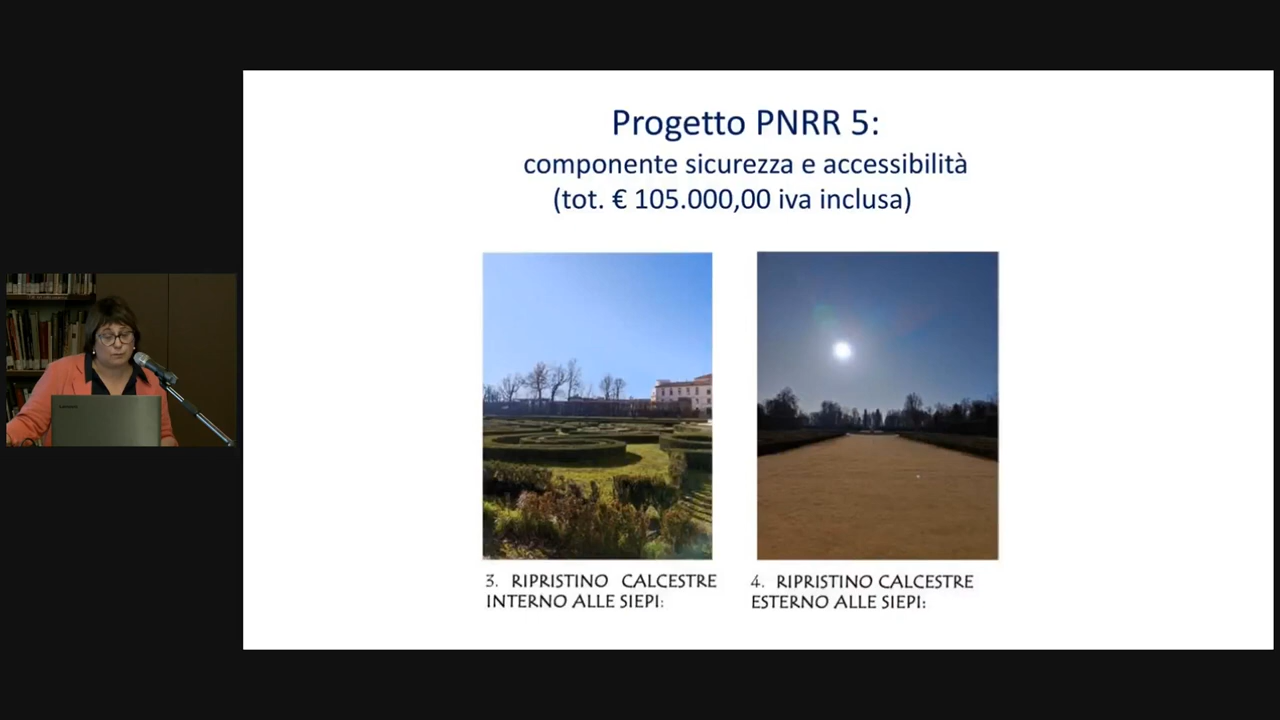 Progetto PNRR 5:
componente sicurezza e accessibilità
(tot. € 105.000,00 iva inclusa)
3. RIPRISTINO CALCESTRE
INTERNO ALLE SIEPI:
4. RIPRISTINO CALCESTRE
ESTERNO ALLE SIEPI: